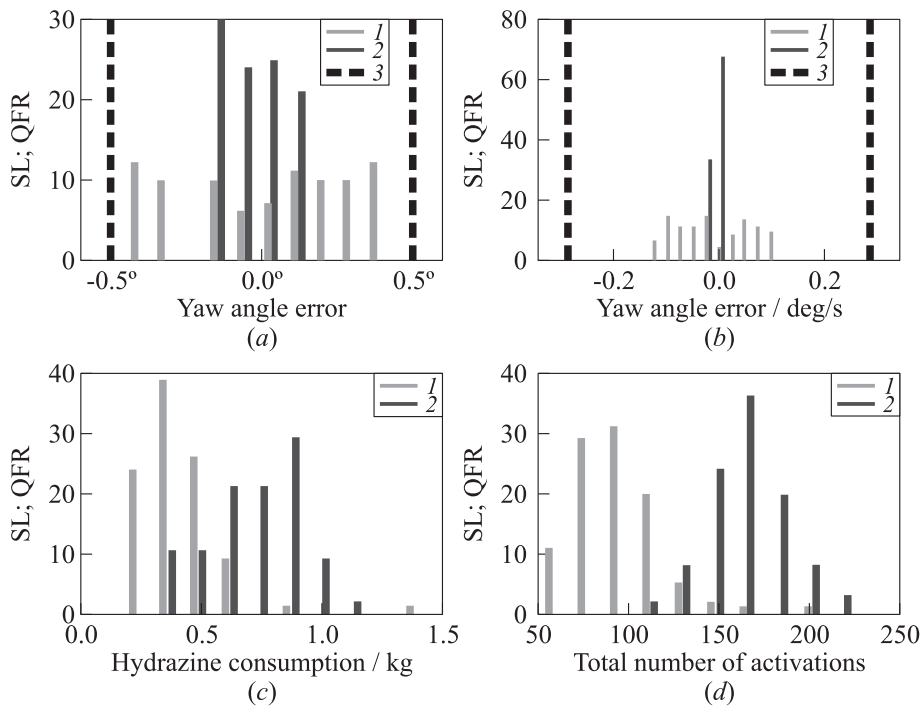 30
20
10
0
SL; QFR
1
2
3
-0.5º
0.0º
0.5º
Yaw angle error
(a)
80
60
40
20
0
SL; QFR
1
2
3
-0.2
0.0
0.2
Yaw angle error / deg/s
(b)
40
30
20
10
0
SL; QFR
1
2
0.0
0.5
1.0
1.5
Hydrazine consumption / kg
(c)
40
30
20
10
0
SL; QFR
1
2
50
100
150
200
250
Total number of activations
(d)